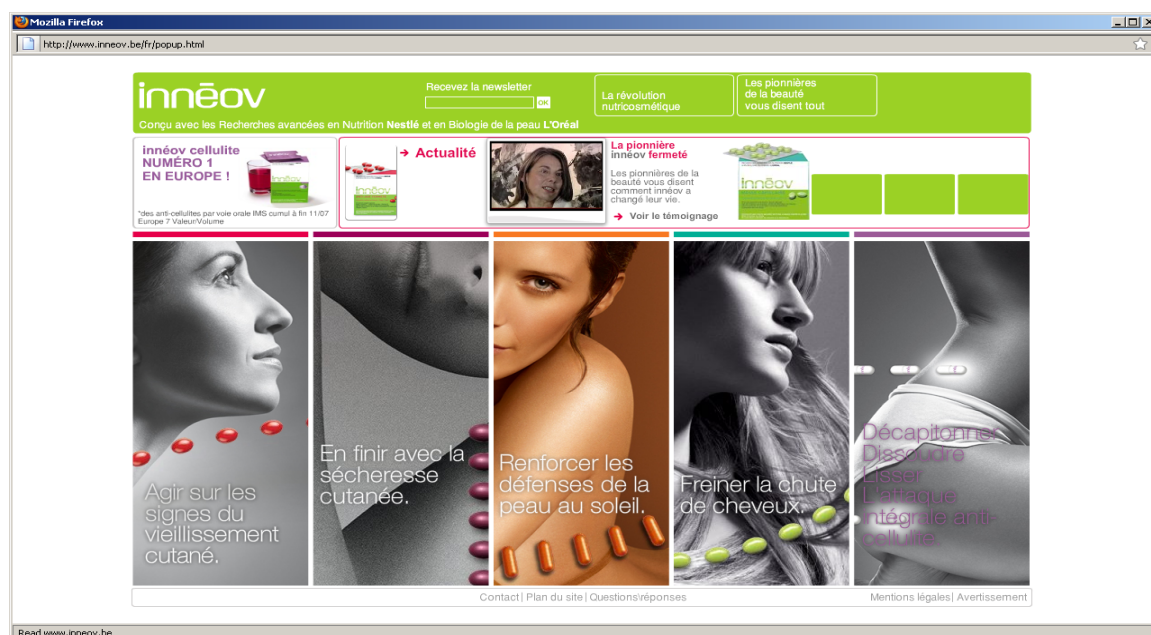 Mozilla Firefox
http://www.inneov.be/fr/popup.html
innēov
Recevez la newsletter
OK
La révolution
nutricosmétique
Les pionnières
de la beauté
vous disent tout
Conçu avec les Recherches avancées en Nutrition Nestlé et en Biologie de la peau L'Oréal
innéov cellulite
NUMÉRO 1
EN EUROPE !
*des anti-cellulites par voie orale IMS cumul à fin 11/07
Europe 7 Valeur/Volume
Actualité
La pionnière
innéov fermeté
Les pionnières de la
beauté vous disent
comment innéov a
changé leur vie.
Voir le témoignage
innēov
Agir sur les
signes du
vieillissement
cutané.
En finir avec la
sécheresse
cutanée.
Renforcer les
défenses de la
peau au soleil.
Freiner la chute
de cheveux.
Décapitonner
Dissoudre
Lisser
L'attaque
intégrale anti-
cellulite.
Contact| Plan du site| Questions\réponses
Mentions légales| Avertissement
Read www.inneov.be